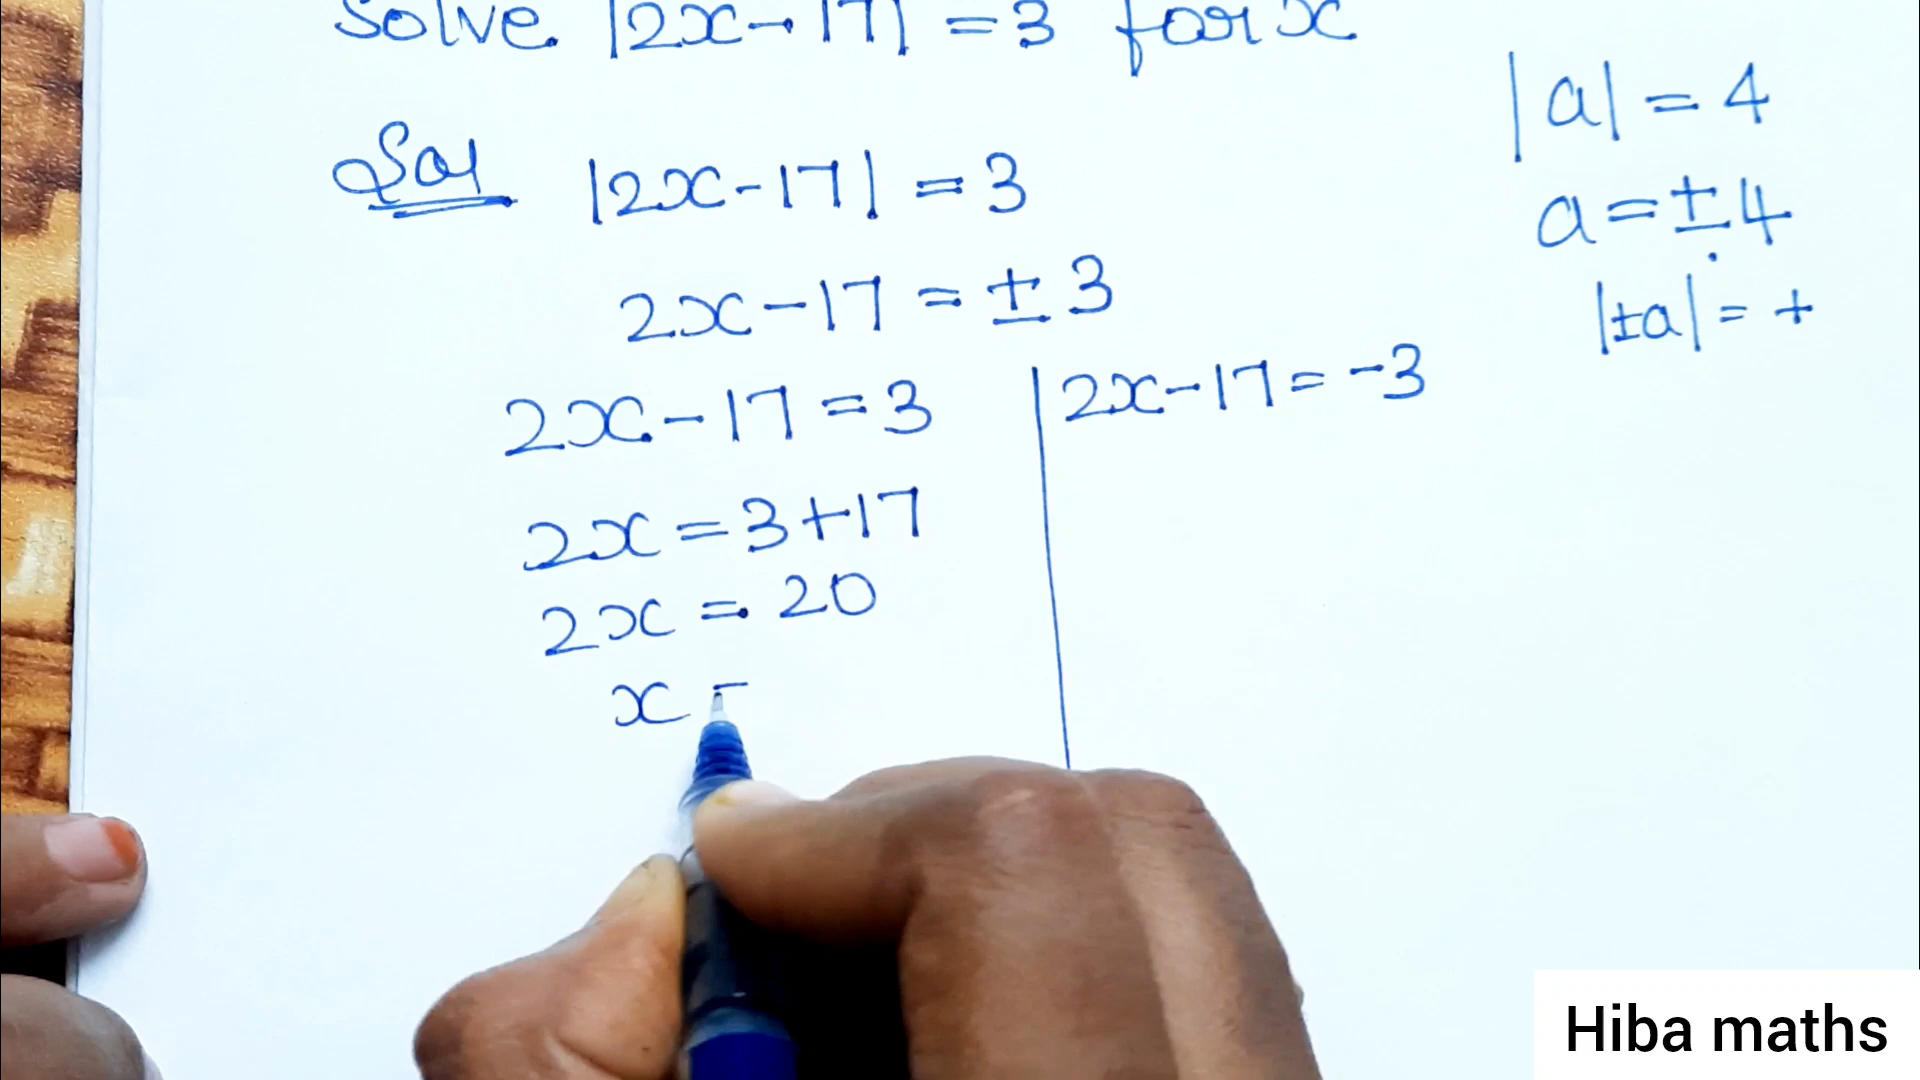 Solve |2x-17| = 3 for x
Sol |2x-17| = 3
2x-17 = ± 3
2x-17 = 3
2x = 3+17
2x = 20
x
2x-17 = -3
|a| = 4
a = ±4
|±a| = +
Hiba maths